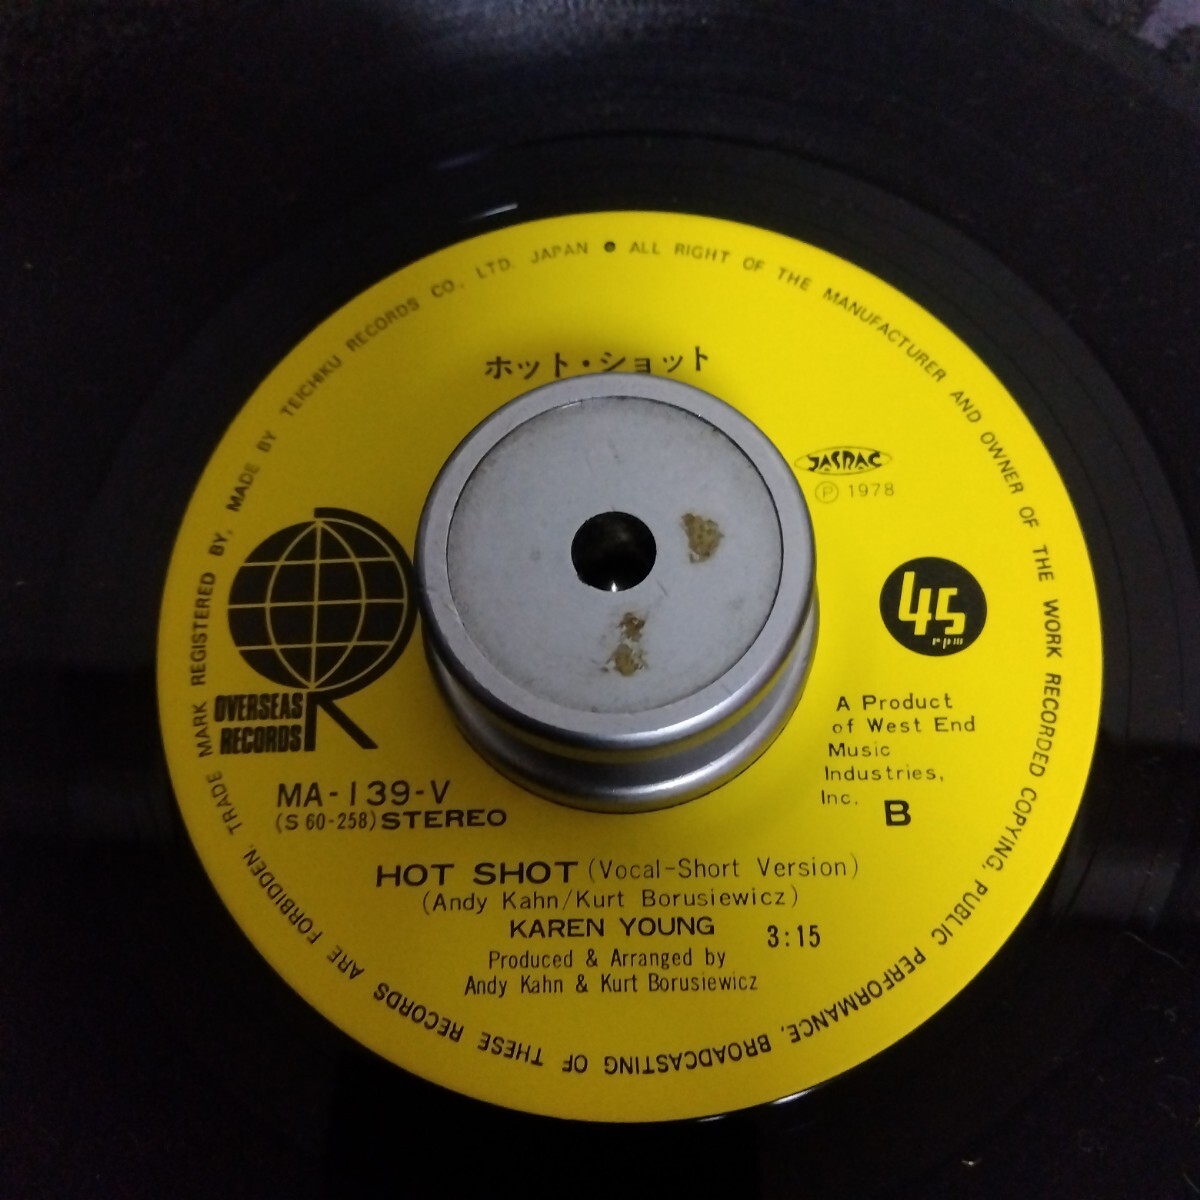 TRADE MARK REGISTERED BY, MADE BY TEICHIKU RECORDS CO., LTD. JAPAN ● ALL RIGHT OF THE MANUFACTURER AND OWNER OF THE WORK RECORDED COPYING, PUBLIC PERFORMANCE, BROADCASTING OF THESE RECORDS ARE FORBIDDEN.
ホット・ショット
JASRAC
Ⓟ 1978
45
rpm
OVERSEAS
RECORDS
A Product
of West End
Music
Industries,
Inc.
B
MA-139-V
(S 60-258) STEREO
HOT SHOT (Vocal-Short Version)
(Andy Kahn/Kurt Borusiewicz)
KAREN YOUNG
3:15
Produced & Arranged by
Andy Kahn & Kurt Borusiewicz